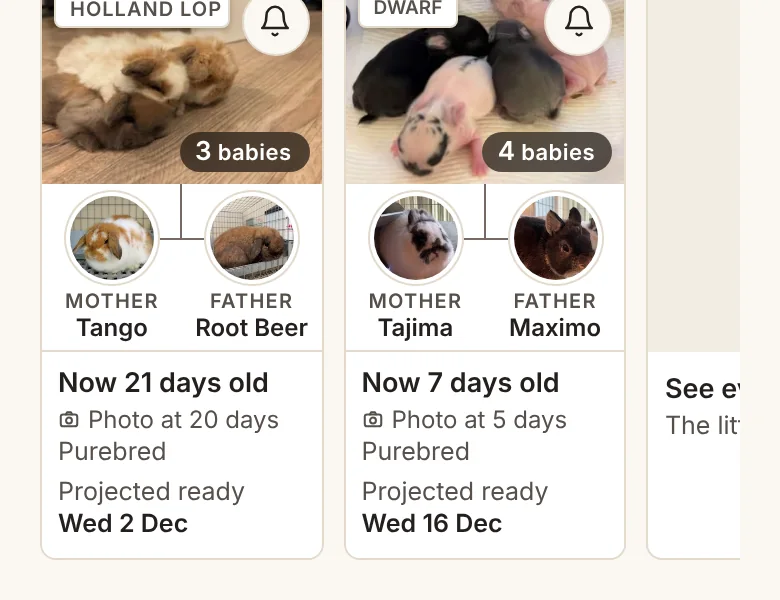 HOLLAND LOP
3 babies
MOTHER
Tango
FATHER
Root Beer
Now 21 days old
Photo at 20 days
Purebred
Projected ready
Wed 2 Dec
DWARF
4 babies
MOTHER
Tajima
FATHER
Maximo
Now 7 days old
Photo at 5 days
Purebred
Projected ready
Wed 16 Dec
See
The